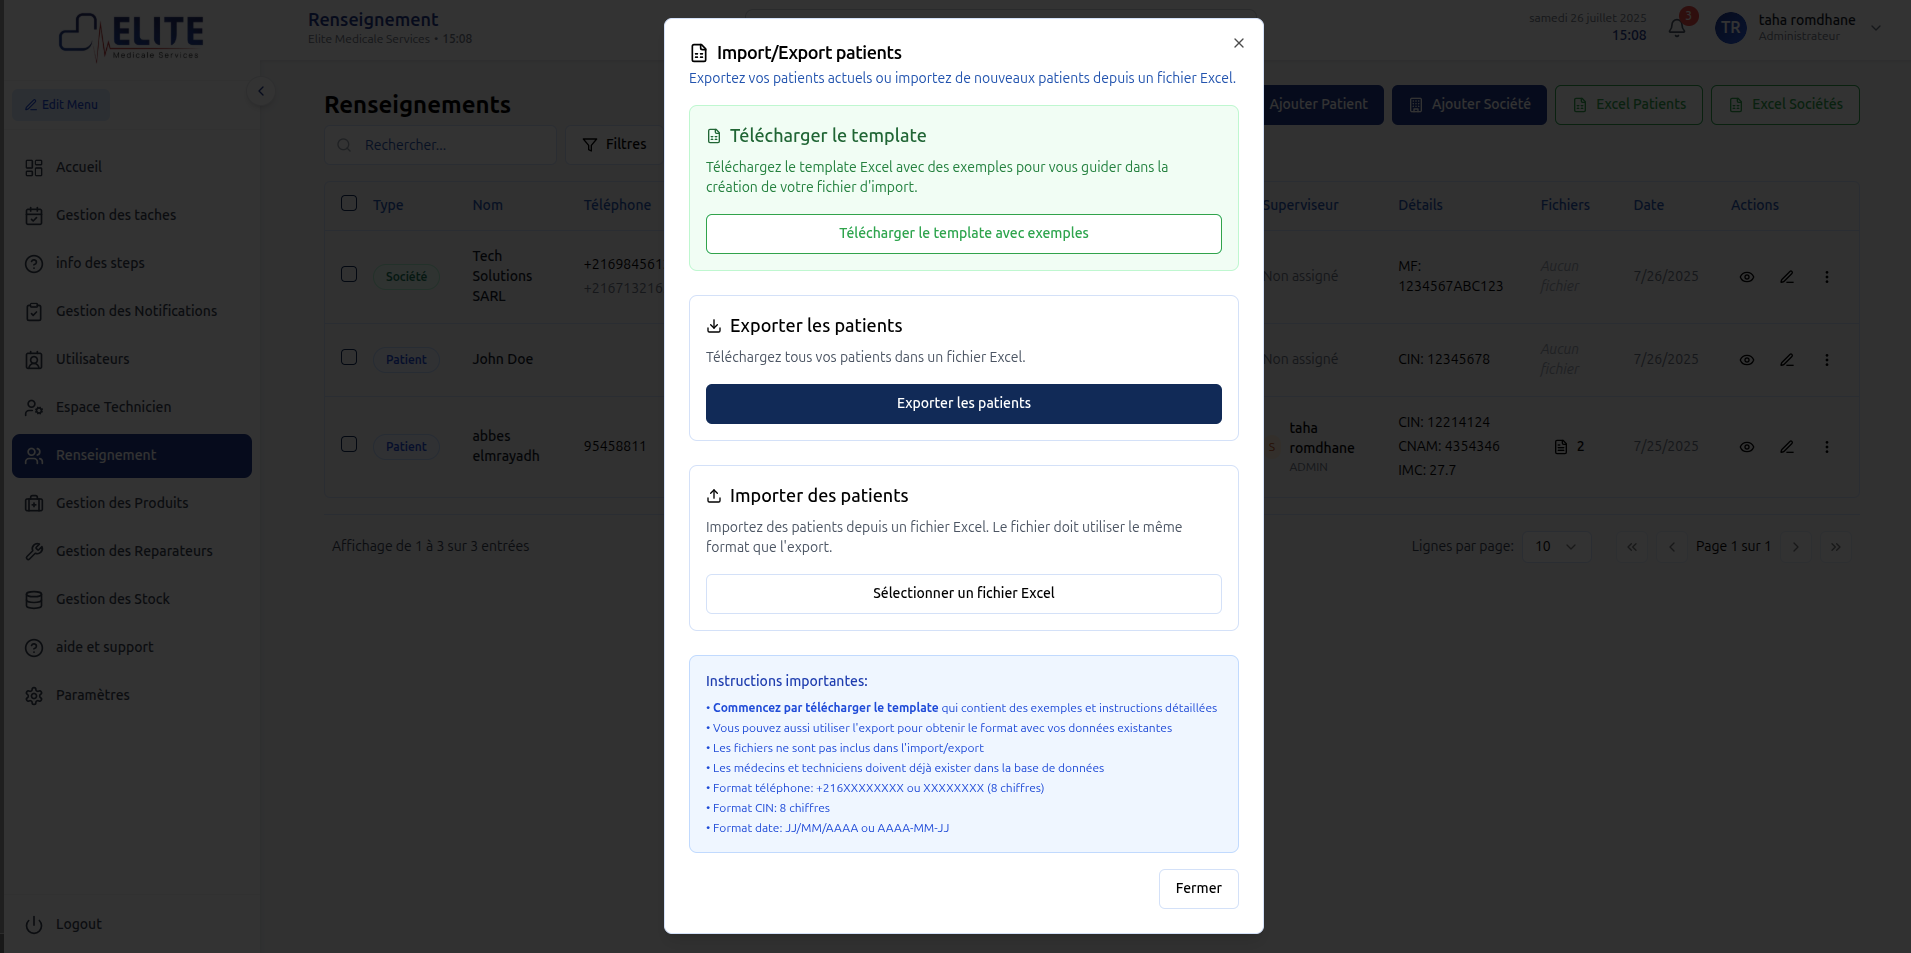 ELITE
Medicale Services
Renseignement
Elite Medicale Services • 15:08
samedi 26 juillet 2025
15:08
3
TR
taha romdhane
Administrateur
Edit Menu
Accueil
Gestion des taches
info des steps
Gestion des Notifications
Utilisateurs
Espace Technicien
Renseignement
Gestion des Produits
Gestion des Reparateurs
Gestion des Stock
aide et support
Paramètres
Logout
Renseignements
Ajouter Patient
Ajouter Société
Excel Patients
Excel Sociétés
Rechercher...
Filtres
Type
Nom
Téléphone
Superviseur
Détails
Fichiers
Date
Actions
Société
Tech
Solutions
SARL
+216984561
+216713216
Non assigné
MF:
1234567ABC123
Aucun
fichier
7/26/2025
Patient
John Doe
Non assigné
CIN: 12345678
Aucun
fichier
7/26/2025
Patient
abbes
elmrayadh
95458811
S
taha
romdhane
ADMIN
CIN: 12214124
CNAM: 4354346
IMC: 27.7
2
7/25/2025
Affichage de 1 à 3 sur 3 entrées
Lignes par page:
10
Page 1 sur 1
Import/Export patients
Exportez vos patients actuels ou importez de nouveaux patients depuis un fichier Excel.
Télécharger le template
Téléchargez le template Excel avec des exemples pour vous guider dans la
création de votre fichier d'import.
Télécharger le template avec exemples
Exporter les patients
Téléchargez tous vos patients dans un fichier Excel.
Exporter les patients
Importer des patients
Importez des patients depuis un fichier Excel. Le fichier doit utiliser le même
format que l'export.
Sélectionner un fichier Excel
Instructions importantes:
• Commencez par télécharger le template qui contient des exemples et instructions détaillées
• Vous pouvez aussi utiliser l'export pour obtenir le format avec vos données existantes
• Les fichiers ne sont pas inclus dans l'import/export
• Les médecins et techniciens doivent déjà exister dans la base de données
• Format téléphone: +216XXXXXXXX ou XXXXXXXX (8 chiffres)
• Format CIN: 8 chiffres
• Format date: JJ/MM/AAAA ou AAAA-MM-JJ
Fermer